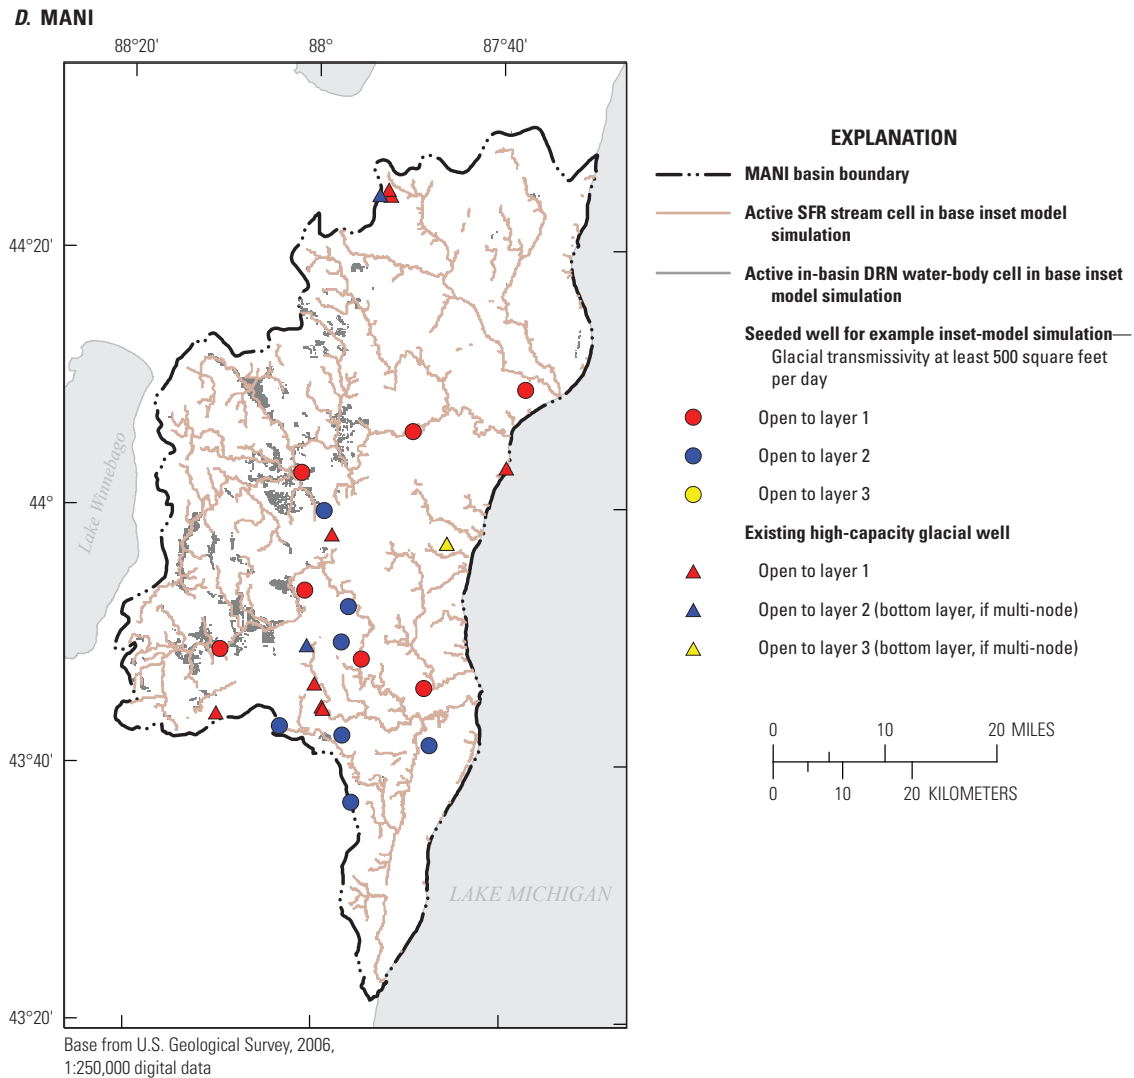 D. MANI
88°20'
88°
87°40'
44°20'
44°
43°40'
43°20'
Lake Winnebago
LAKE MICHIGAN
Base from U.S. Geological Survey, 2006,
1:250,000 digital data
EXPLANATION
MANI basin boundary
Active SFR stream cell in base inset model
simulation
Active in-basin DRN water-body cell in base inset
model simulation
Seeded well for example inset-model simulation—
Glacial transmissivity at least 500 square feet
per day
Open to layer 1
Open to layer 2
Open to layer 3
Existing high-capacity glacial well
Open to layer 1
Open to layer 2 (bottom layer, if multi-node)
Open to layer 3 (bottom layer, if multi-node)
0 10 20 MILES
0 10 20 KILOMETERS